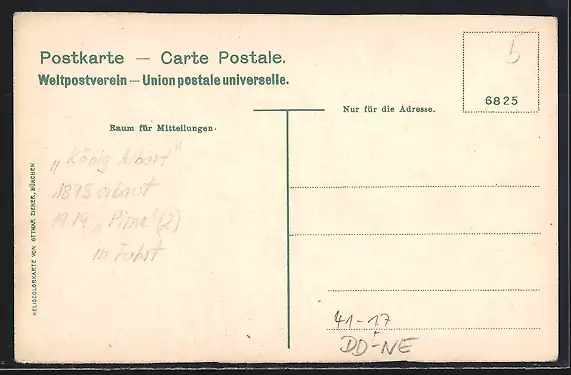 Postkarte — Carte Postale.
Weltpostverein — Union postale universelle.
5
6825
Nur für die Adresse.
Raum für Mitteilungen.
„König Albert"
1893 erbaut
1919 „Pirna" (2)
in Fahrt
HELIOCOLORKARTE VON OTTMAR ZIEHER, MÜNCHEN
41-17
DD-NE